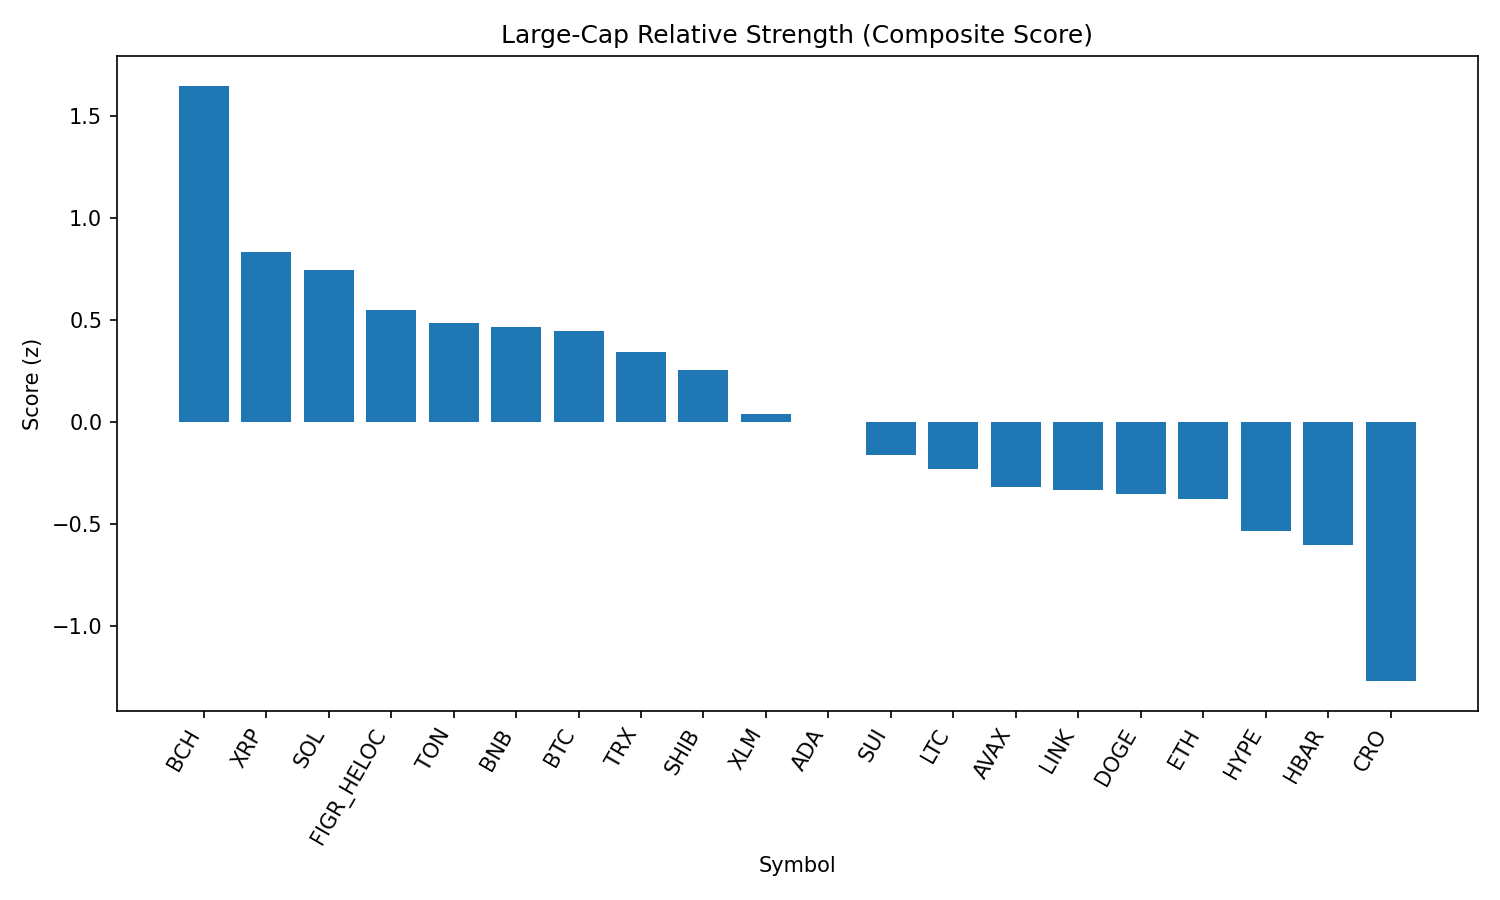 Large-Cap Relative Strength (Composite Score)
Score (z)
1.5
1.0
0.5
0.0
−0.5
−1.0
BCH
XRP
SOL
FIGR_HELOC
TON
BNB
BTC
TRX
SHIB
XLM
ADA
SUI
LTC
AVAX
LINK
DOGE
ETH
HYPE
HBAR
CRO
Symbol